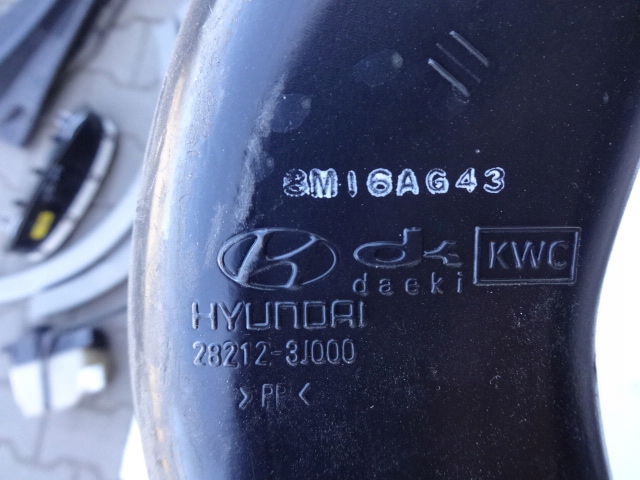 8M16AG43
daeki
KWC
HYUNDAI
28212-3J000
>PP<